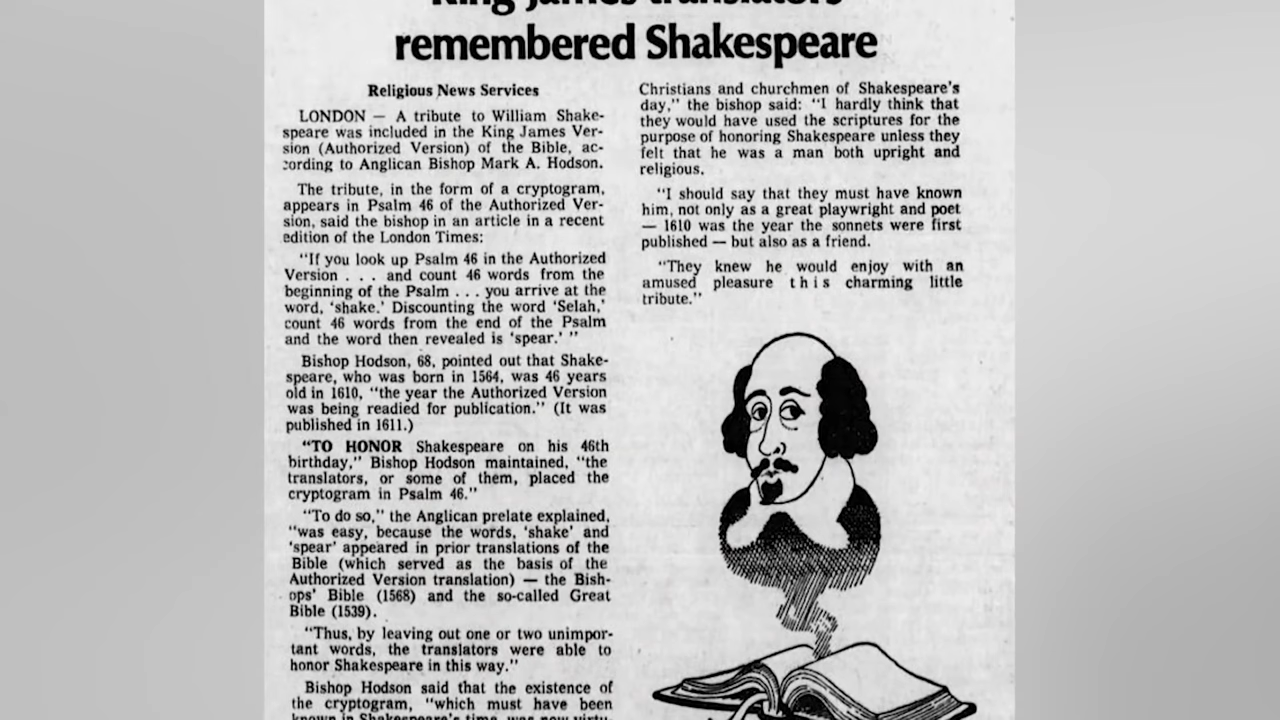 King James translators
remembered Shakespeare
Religious News Services
LONDON — A tribute to William Shake-
speare was included in the King James Ver-
sion (Authorized Version) of the Bible, ac-
cording to Anglican Bishop Mark A. Hodson.
The tribute, in the form of a cryptogram,
appears in Psalm 46 of the Authorized Ver-
sion, said the bishop in an article in a recent
edition of the London Times:
"If you look up Psalm 46 in the Authorized
Version . . . and count 46 words from the
beginning of the Psalm . . . you arrive at the
word, 'shake.' Discounting the word 'Selah,'
count 46 words from the end of the Psalm
and the word then revealed is 'spear.' "
Bishop Hodson, 68, pointed out that Shake-
speare, who was born in 1564, was 46 years
old in 1610, "the year the Authorized Version
was being readied for publication." (It was
published in 1611.)
"TO HONOR Shakespeare on his 46th
birthday," Bishop Hodson maintained, "the
translators, or some of them, placed the
cryptogram in Psalm 46."
"To do so," the Anglican prelate explained,
"was easy, because the words, 'shake' and
'spear' appeared in prior translations of the
Bible (which served as the basis of the
Authorized Version translation) — the Bish-
ops' Bible (1568) and the so-called Great
Bible (1539).
"Thus, by leaving out one or two unimpor-
tant words, the translators were able to
honor Shakespeare in this way."
Bishop Hodson said that the existence of
the cryptogram, "which must have been
known in Shakespeare's time, was now virtu-
Christians and churchmen of Shakespeare's
day," the bishop said: "I hardly think that
they would have used the scriptures for the
purpose of honoring Shakespeare unless they
felt that he was a man both upright and
religious.
"I should say that they must have known
him, not only as a great playwright and poet
— 1610 was the year the sonnets were first
published — but also as a friend.
"They knew he would enjoy with an
amused pleasure this charming little
tribute."